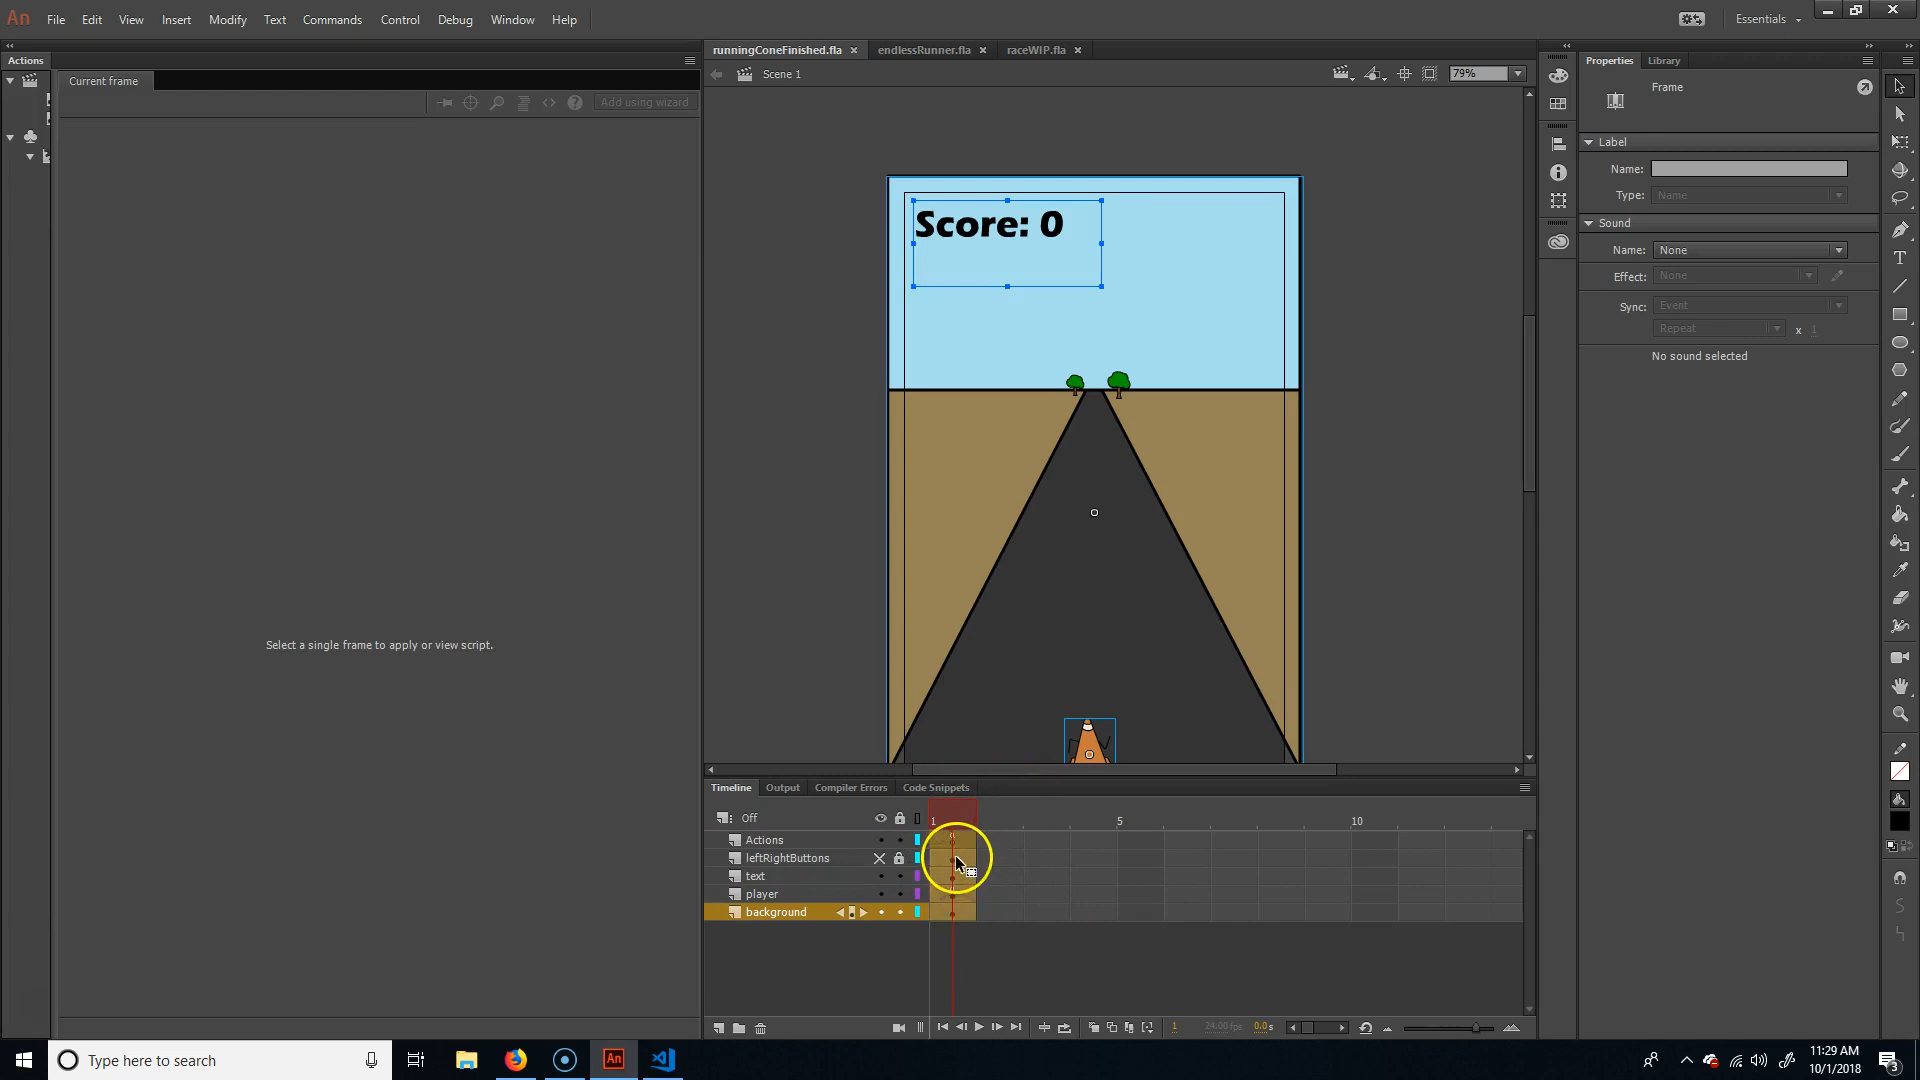 An File Edit View Insert Modify Text Commands Control Debug Window Help Essentials
Actions
Current frame
Add using wizard
Select a single frame to apply or view script.
runningConeFinished.fla × endlessRunner.fla × raceWIP.fla ×
Scene 1
79%
Score: 0
Properties Library
Frame
Label
Name:
Type: Name
Sound
Name: None
Effect: None
Sync: Event
Repeat x 1
No sound selected
Timeline Output Compiler Errors Code Snippets
Off 1 5 10
Actions
leftRightButtons
text
player
background
1 24.00 fps 0.0 s
Type here to search
An
11:29 AM
10/1/2018
3